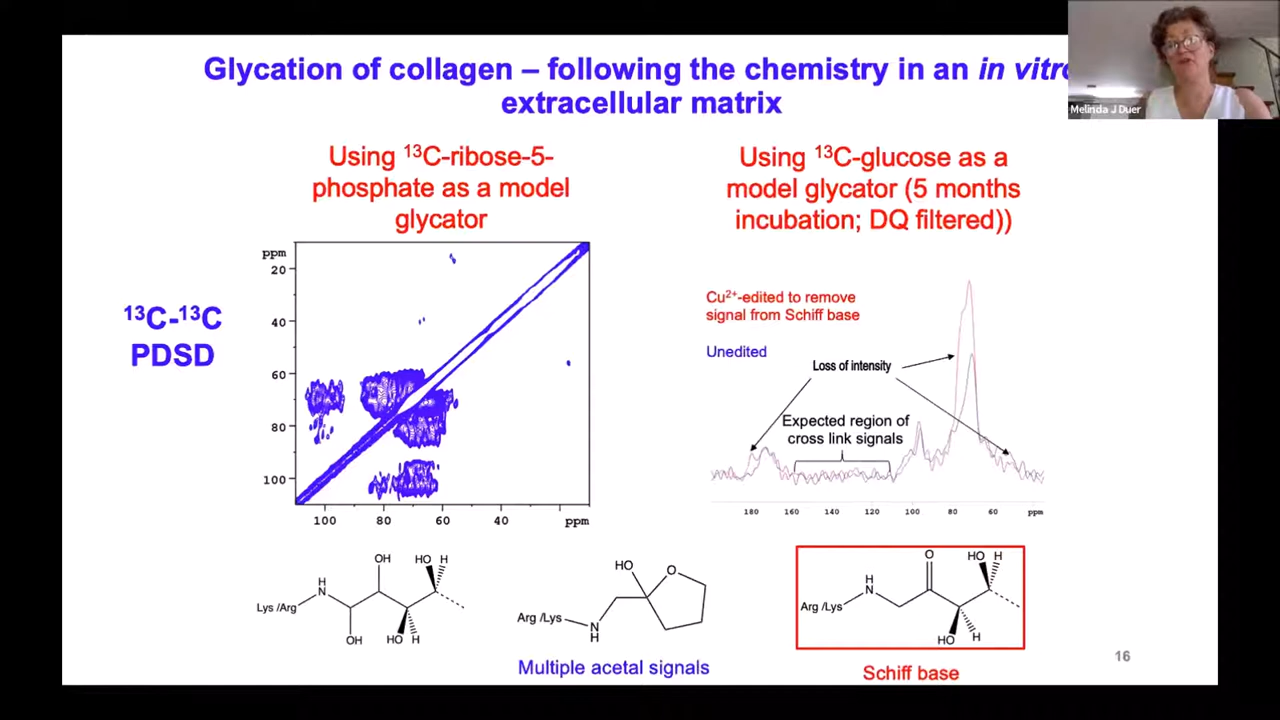 Glycation of collagen – following the chemistry in an in vitro
extracellular matrix
Melinda J Duer
Using ¹³C-ribose-5-
phosphate as a model
glycator
Using ¹³C-glucose as a
model glycator (5 months
incubation; DQ filtered))
¹³C-¹³C
PDSD
ppm
20
40
60
80
100
100
80
60
40
ppm
Cu²⁺-edited to remove
signal from Schiff base
Unedited
Loss of intensity
Expected region of
cross link signals
180
160
140
120
100
80
60
ppm
OH
HO
H
H
N
Lys /Arg
OH
HO
H
HO
O
Arg /Lys
N
H
Multiple acetal signals
O
HO
H
H
N
Arg /Lys
HO
H
Schiff base
16